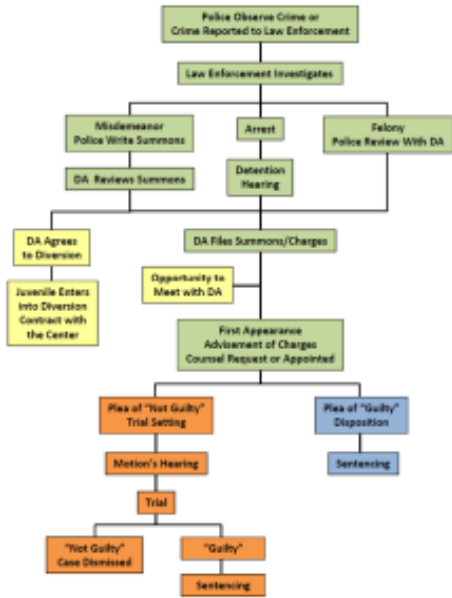 Police Observe Crime or
Crime Reported to Law Enforcement
Law Enforcement Investigates
Misdemeanor
Police Write Summons
Arrest
Felony
Police Review With DA
DA Reviews Summons
Detention
Hearing
DA Agrees
to Diversion
DA Files Summons/Charges
Opportunity to
Meet with DA
Juvenile Enters
into Diversion
Contract with
the Center
First Appearance
Advisement of Charges
Counsel Request or Appointed
Plea of "Not Guilty"
Trial Setting
Plea of "Guilty"
Disposition
Motion's Hearing
Sentencing
Trial
"Not Guilty"
Case Dismissed
"Guilty"
Sentencing